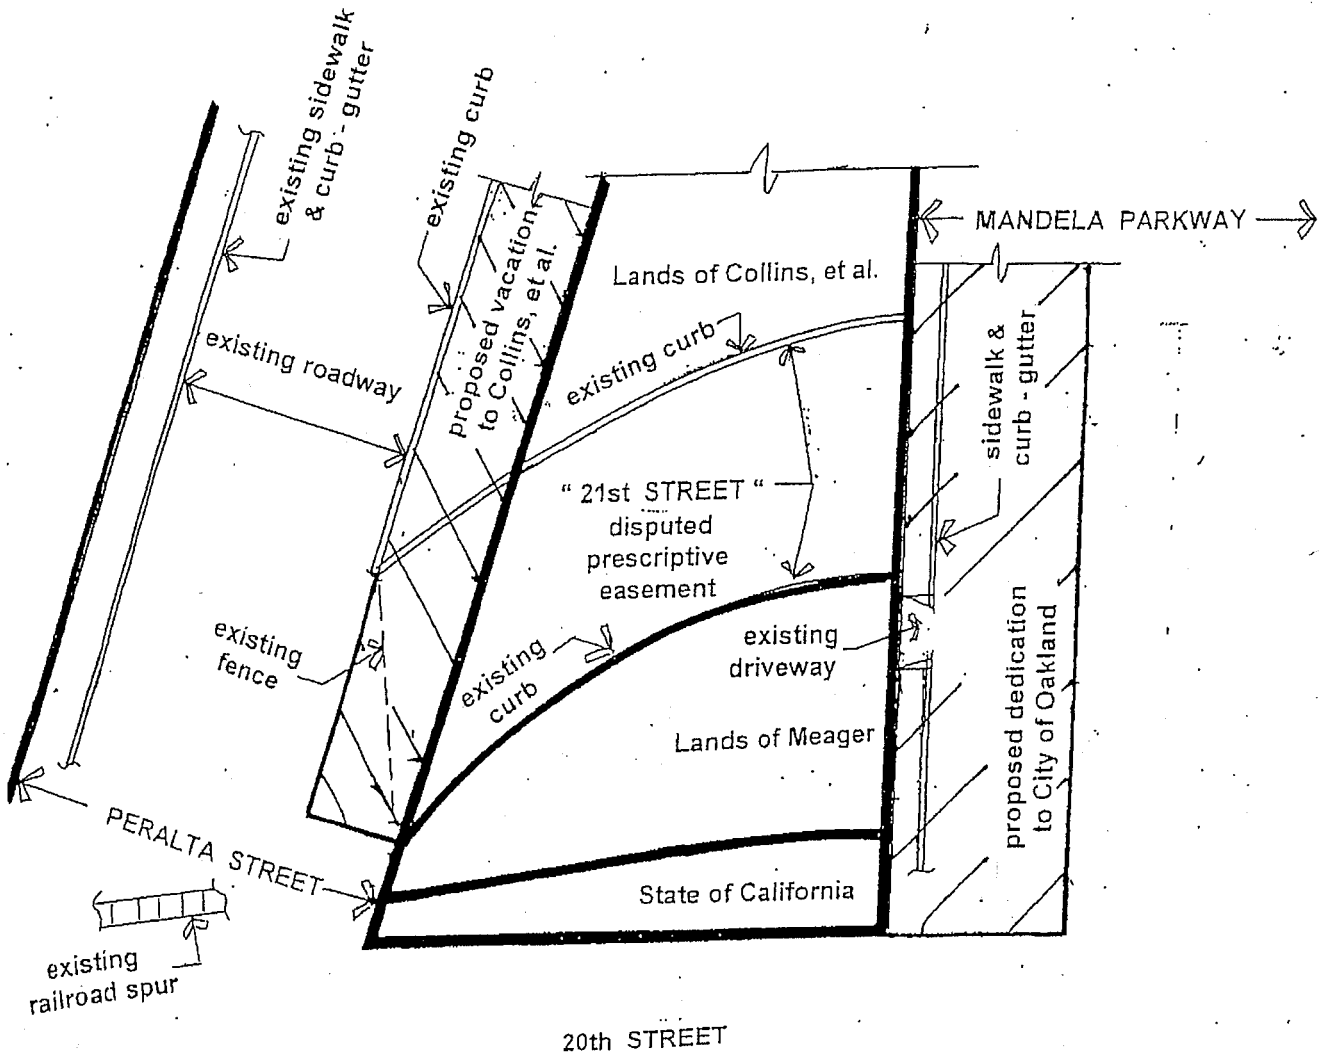 existing sidewalk
& curb - gutter
existing curb
MANDELA PARKWAY
proposed vacation
to Collins, et al.
Lands of Collins, et al.
existing roadway
existing curb
sidewalk &
curb - gutter
" 21st STREET "
disputed
prescriptive
easement
existing
fence
existing
curb
existing
driveway
proposed dedication
to City of Oakland
Lands of Meager
PERALTA STREET
State of California
existing
railroad spur
20th STREET